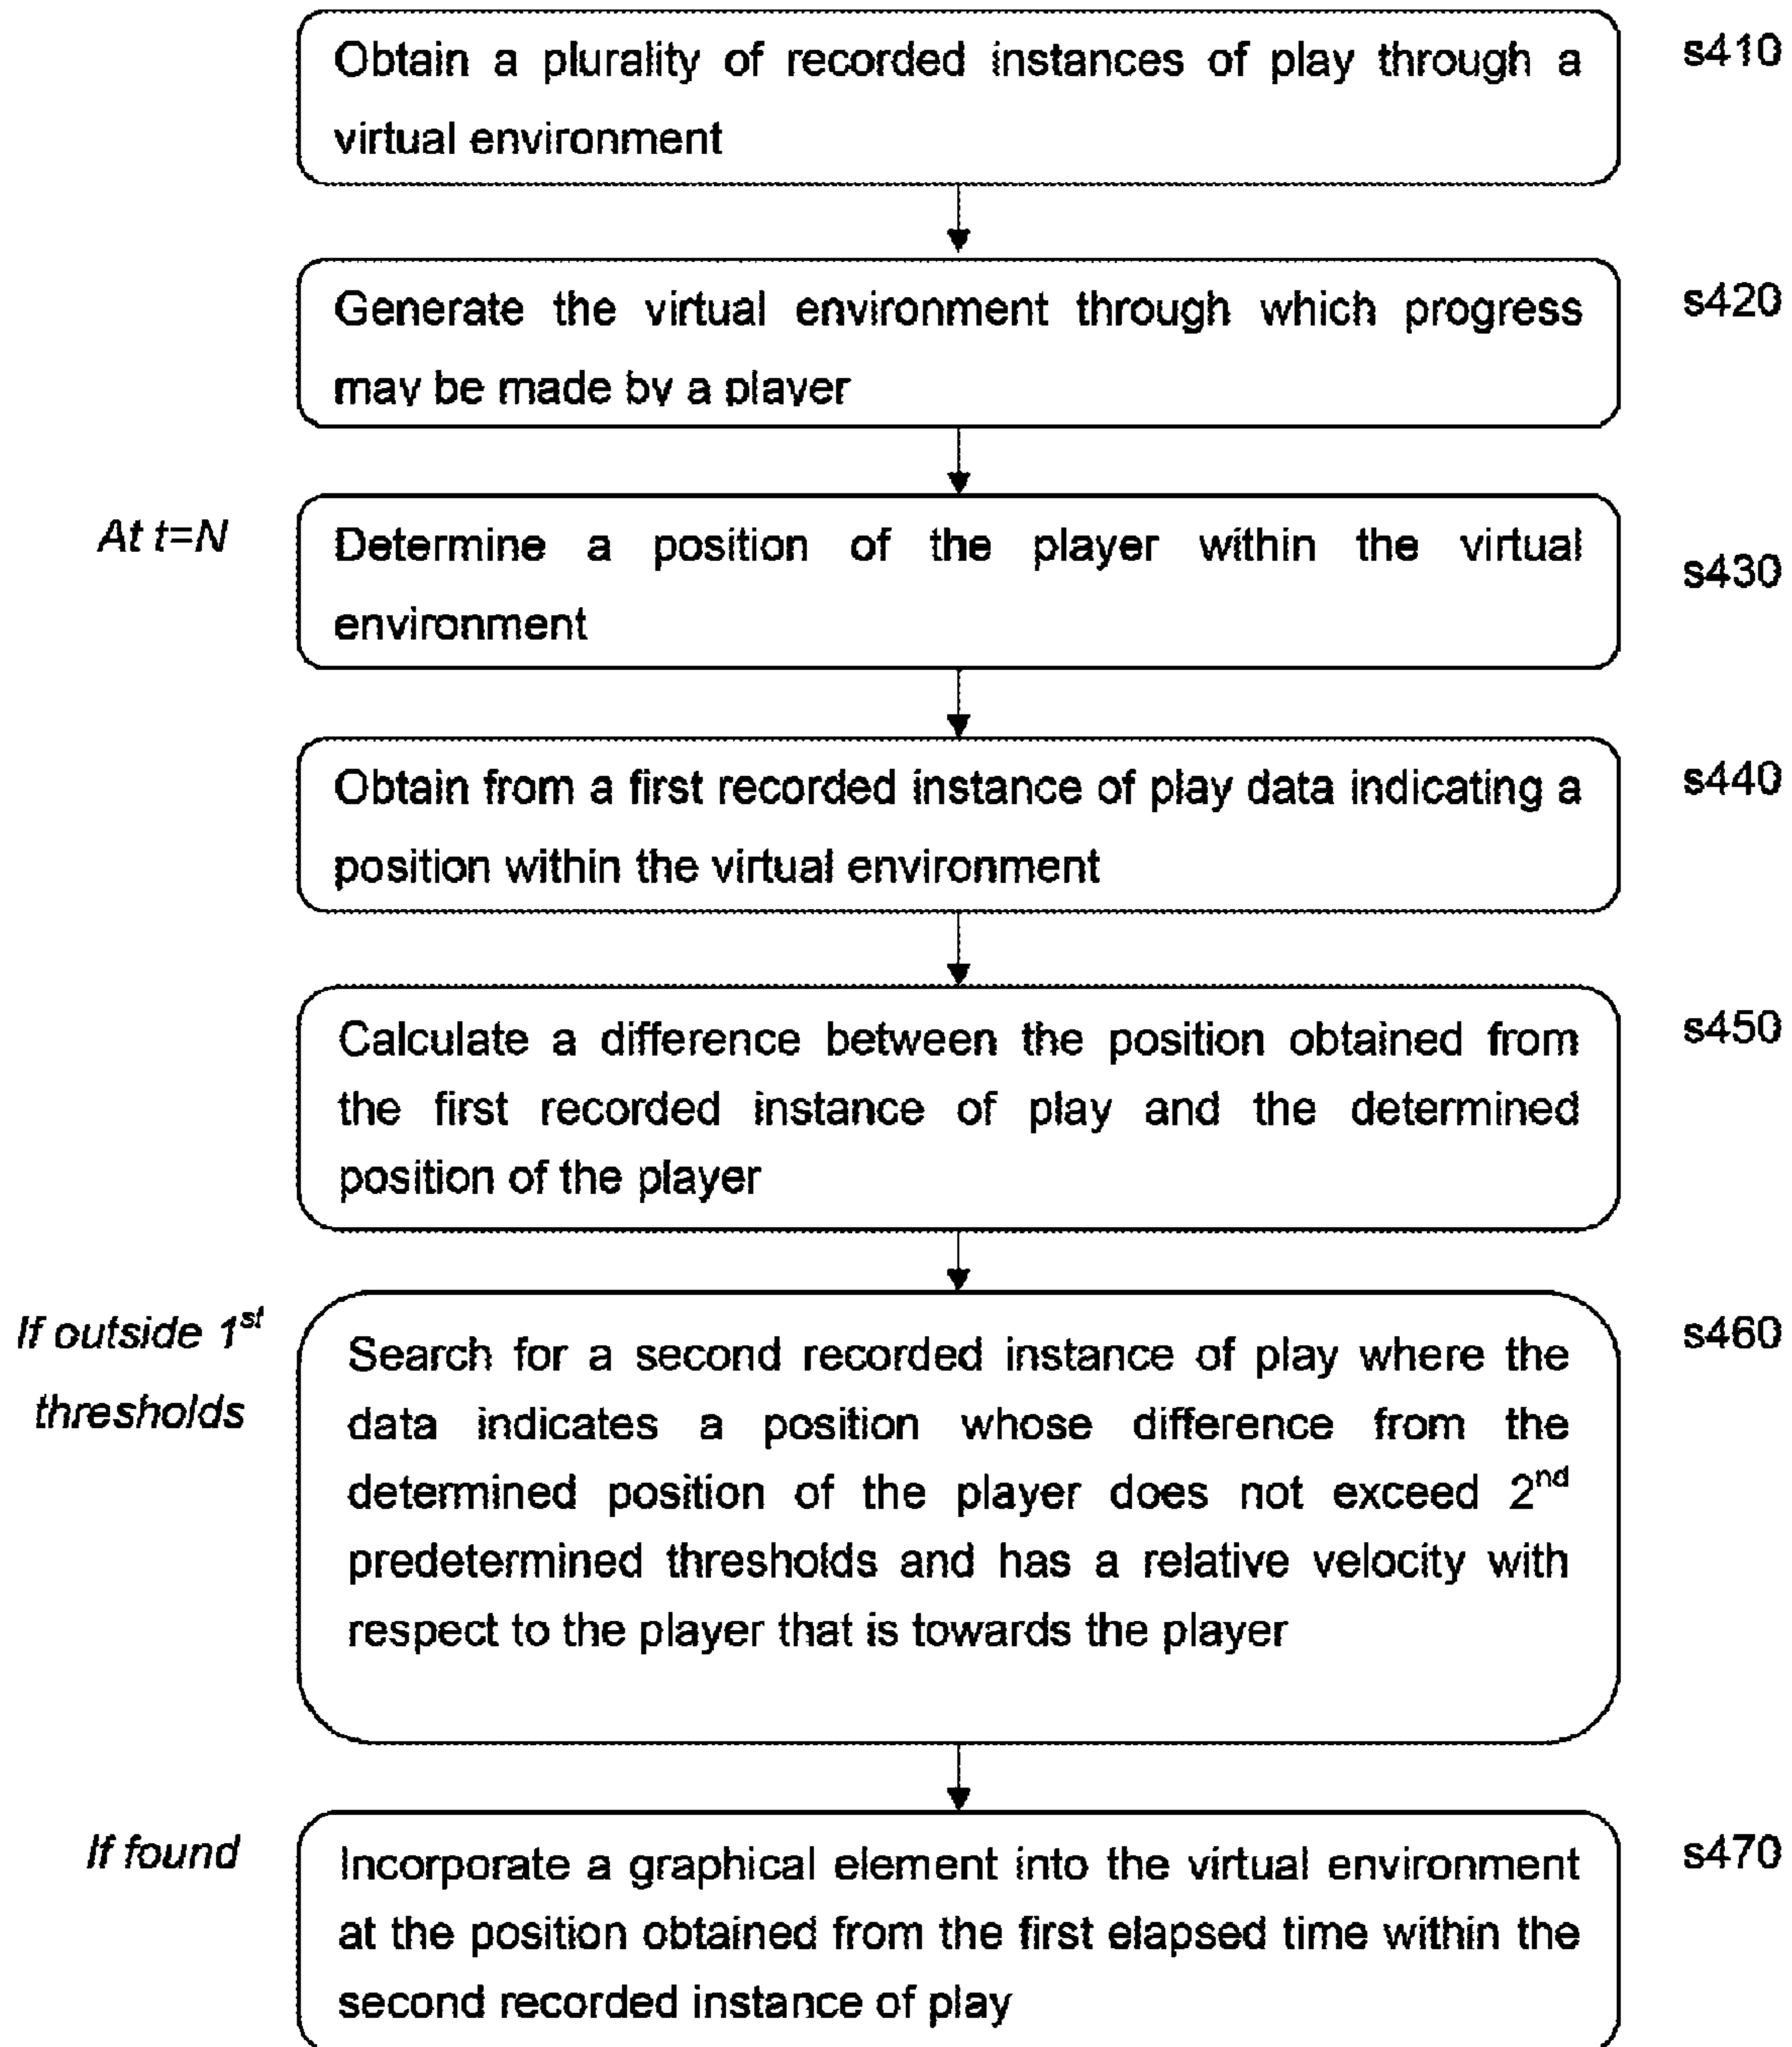 Obtain a plurality of recorded instances of play through a
virtual environment
s410
Generate the virtual environment through which progress
may be made by a player
s420
At t=N
Determine a position of the player within the virtual
environment
s430
Obtain from a first recorded instance of play data indicating a
position within the virtual environment
s440
Calculate a difference between the position obtained from
the first recorded instance of play and the determined
position of the player
s450
If outside 1st
thresholds
Search for a second recorded instance of play where the
data indicates a position whose difference from the
determined position of the player does not exceed 2nd
predetermined thresholds and has a relative velocity with
respect to the player that is towards the player
s460
If found
Incorporate a graphical element into the virtual environment
at the position obtained from the first elapsed time within the
second recorded instance of play
s470